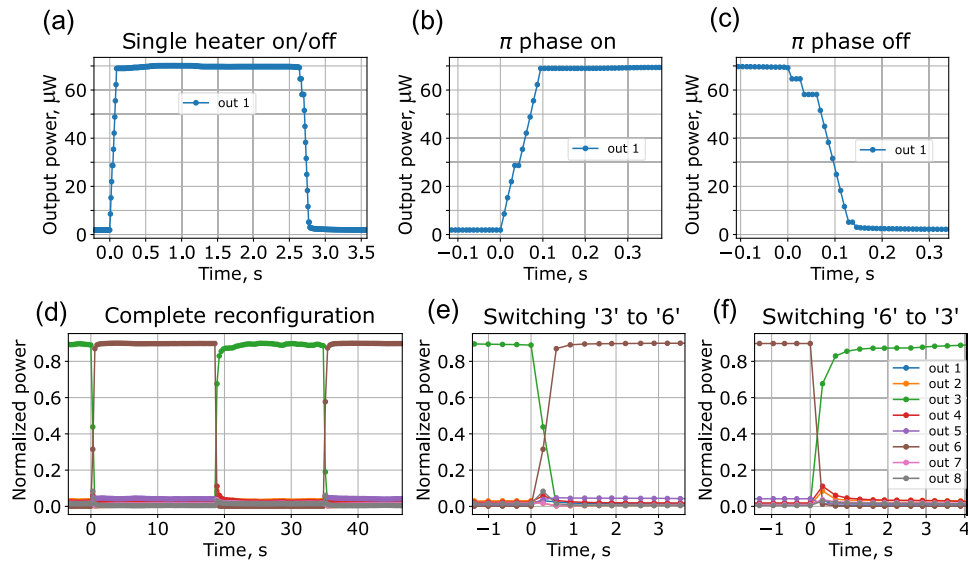 (a)
Single heater on/off
Output power, μW
60
40
20
0
out 1
0.0 0.5 1.0 1.5 2.0 2.5 3.0 3.5
Time, s
(b)
π phase on
Output power, μW
60
40
20
0
out 1
−0.1 0.0 0.1 0.2 0.3
Time, s
(c)
π phase off
Output power, μW
60
40
20
0
out 1
−0.1 0.0 0.1 0.2 0.3
Time, s
(d)
Complete reconfiguration
Normalized power
0.8
0.6
0.4
0.2
0.0
0 10 20 30 40
Time, s
(e)
Switching '3' to '6'
Normalized power
0.8
0.6
0.4
0.2
0.0
−1 0 1 2 3
Time, s
(f)
Switching '6' to '3'
Normalized power
0.8
0.6
0.4
0.2
0.0
out 1
out 2
out 3
out 4
out 5
out 6
out 7
out 8
−1 0 1 2 3 4
Time, s